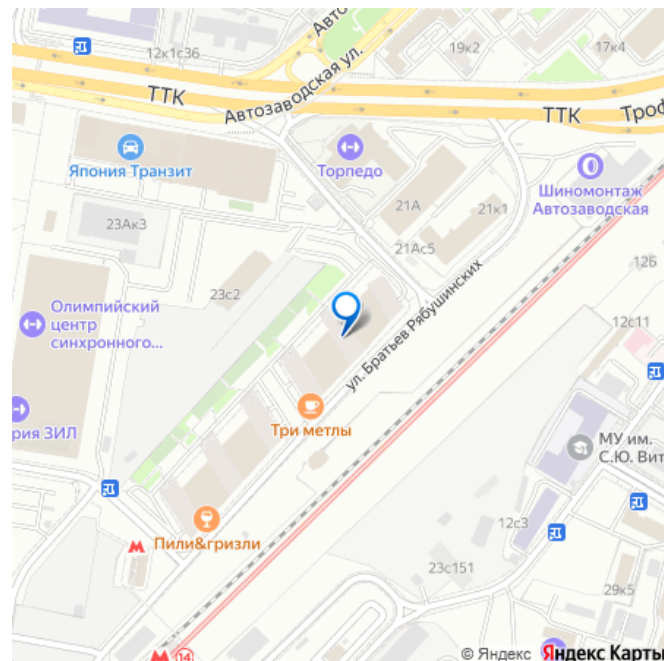 12к1с36
Авто
19к2
17к4
Автозаводская ул.
ТТК
ТТК
Троф
Япония Транзит
Торпедо
Шиномонтаж
Автозаводская
21А
21к1
23Ак3
21Ас5
12Б
23с2
Олимпийский
центр
синхронного...
ул. Братьев Рябушинских
12с11
Три метлы
рия ЗИЛ
МУ им.
С.Ю. Вит
Пили&гризли
12с3
23с151
29к5
14
© Яндекс Яндекс Карты